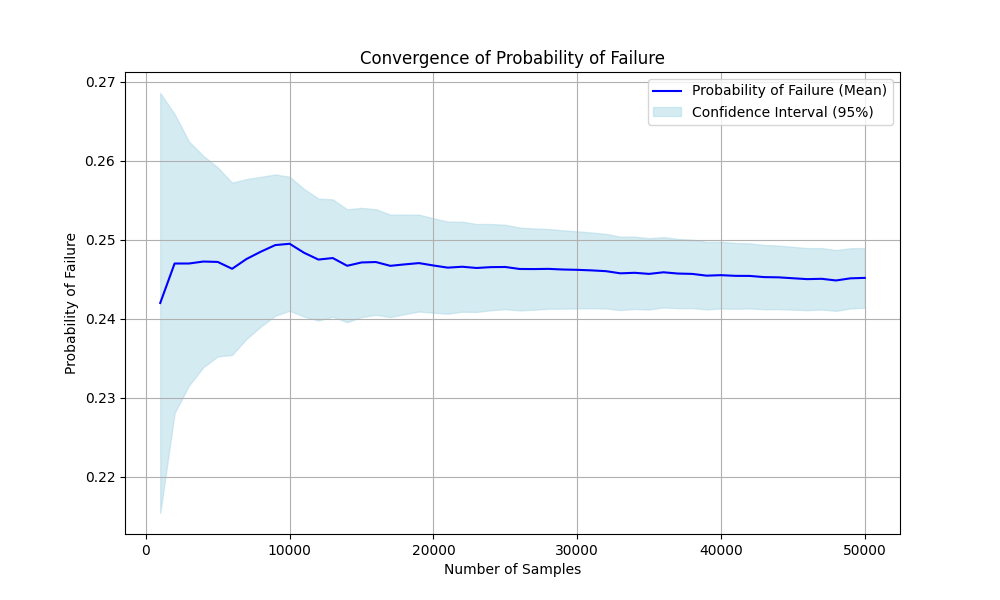 Convergence of Probability of Failure
Probability of Failure (Mean)
Confidence Interval (95%)
Probability of Failure
0.27
0.26
0.25
0.24
0.23
0.22
0
10000
20000
30000
40000
50000
Number of Samples